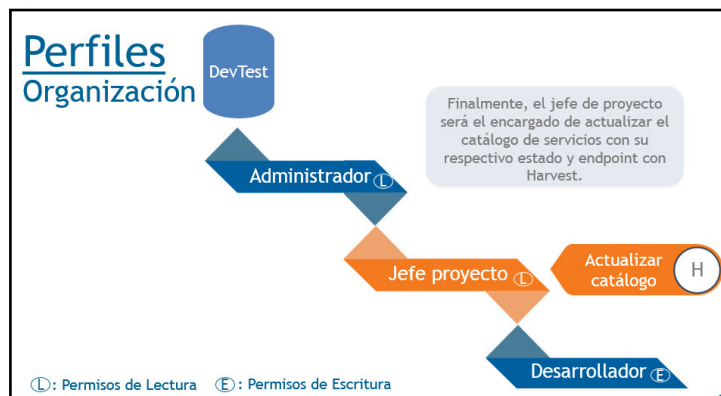 Perfiles
Organización
DevTest
Finalmente, el jefe de proyecto
será el encargado de actualizar el
catálogo de servicios con su
respectivo estado y endpoint con
Harvest.
Administrador L
Jefe proyecto L
Actualizar
catálogo
H
Desarrollador E
L: Permisos de Lectura E: Permisos de Escritura